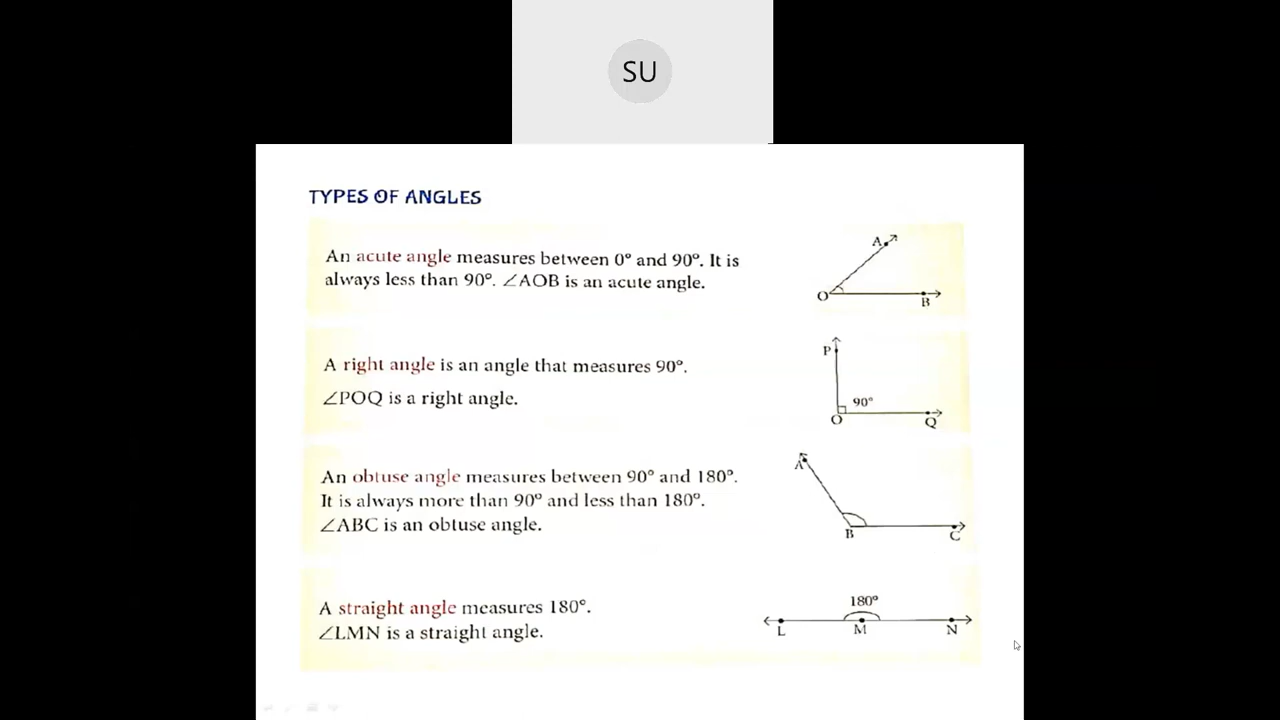 SU
TYPES OF ANGLES
An acute angle measures between 0° and 90°. It is
always less than 90°. ∠AOB is an acute angle.
A
O
B
A right angle is an angle that measures 90°.
∠POQ is a right angle.
P
90°
O
Q
An obtuse angle measures between 90° and 180°.
It is always more than 90° and less than 180°.
∠ABC is an obtuse angle.
A
B
C
A straight angle measures 180°.
∠LMN is a straight angle.
180°
L
M
N